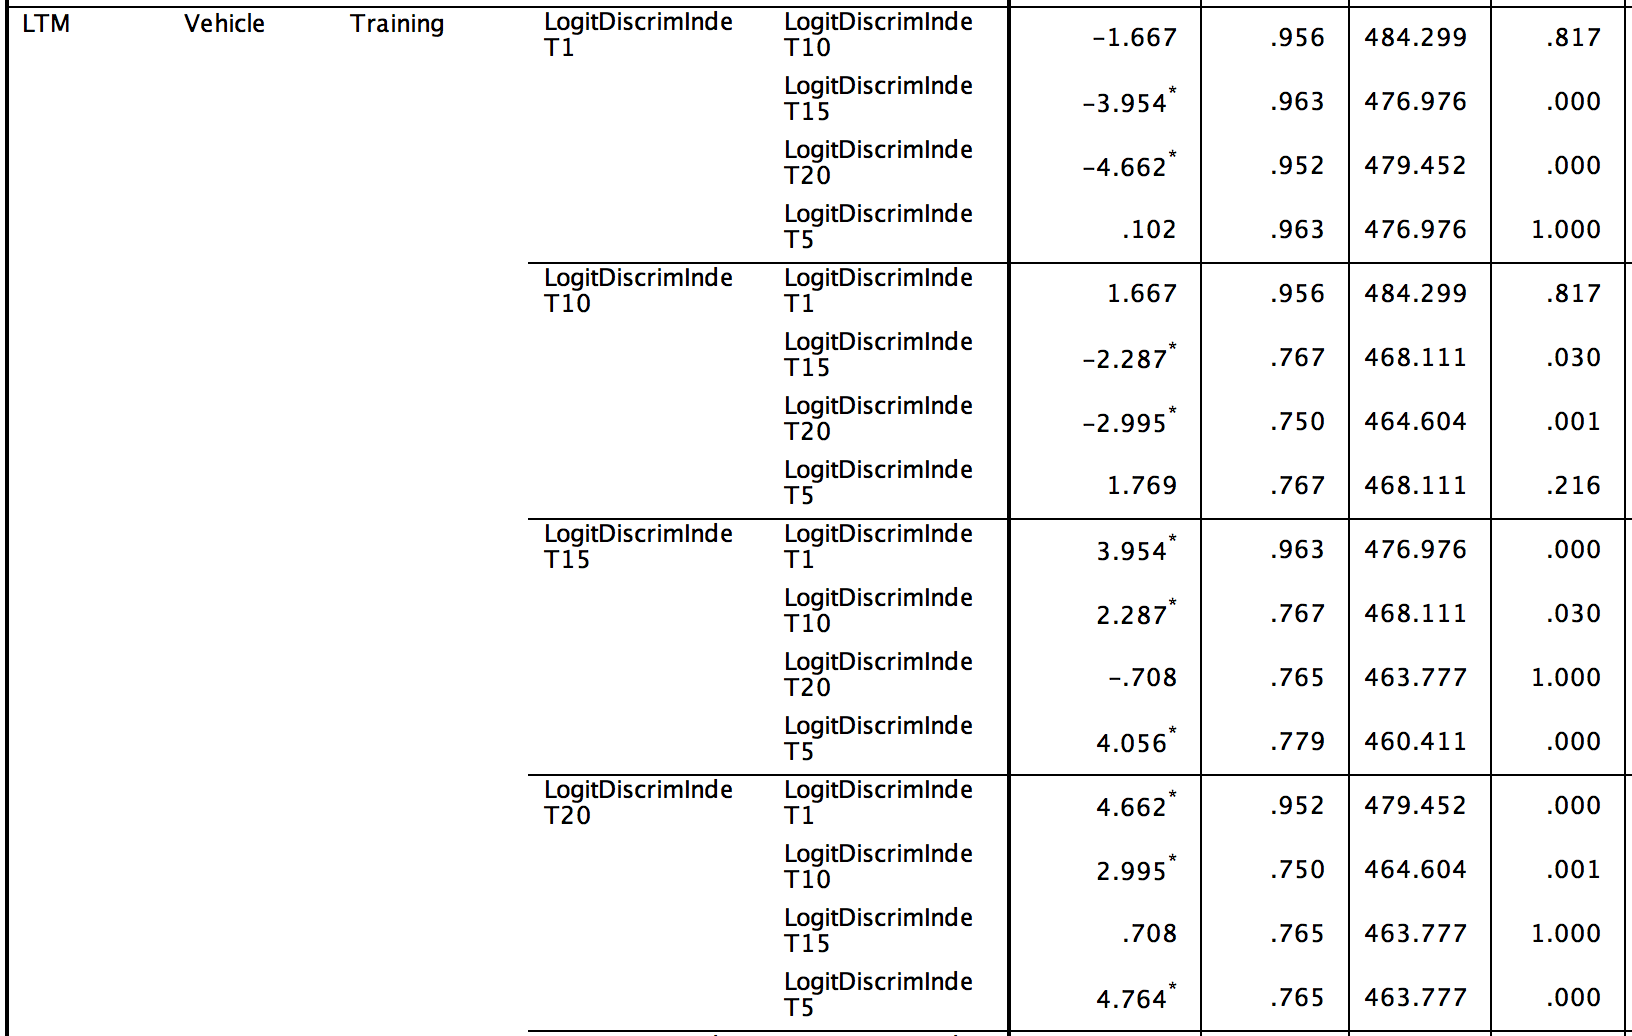 LTM Vehicle Training LogitDiscrimInde LogitDiscrimInde -1.667 .956 484.299 .817
T1 T10
LogitDiscrimInde -3.954* .963 476.976 .000
T15
LogitDiscrimInde -4.662* .952 479.452 .000
T20
LogitDiscrimInde .102 .963 476.976 1.000
T5
LogitDiscrimInde LogitDiscrimInde 1.667 .956 484.299 .817
T10 T1
LogitDiscrimInde -2.287* .767 468.111 .030
T15
LogitDiscrimInde -2.995* .750 464.604 .001
T20
LogitDiscrimInde 1.769 .767 468.111 .216
T5
LogitDiscrimInde LogitDiscrimInde 3.954* .963 476.976 .000
T15 T1
LogitDiscrimInde 2.287* .767 468.111 .030
T10
LogitDiscrimInde -.708 .765 463.777 1.000
T20
LogitDiscrimInde 4.056* .779 460.411 .000
T5
LogitDiscrimInde LogitDiscrimInde 4.662* .952 479.452 .000
T20 T1
LogitDiscrimInde 2.995* .750 464.604 .001
T10
LogitDiscrimInde .708 .765 463.777 1.000
T15
LogitDiscrimInde 4.764* .765 463.777 .000
T5